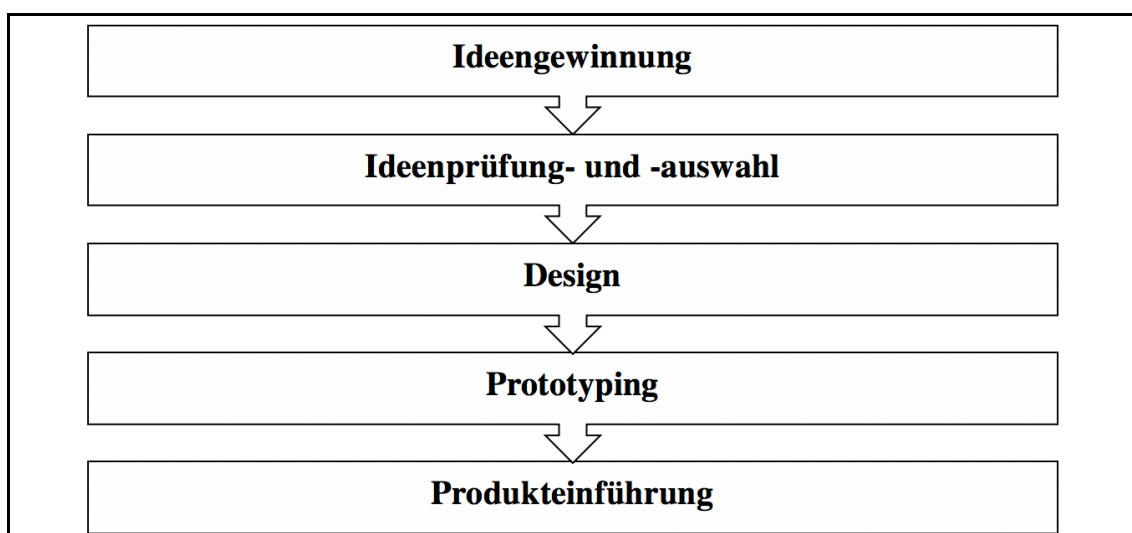 Ideengewinnung
Ideenprüfung- und -auswahl
Design
Prototyping
Produkteinführung